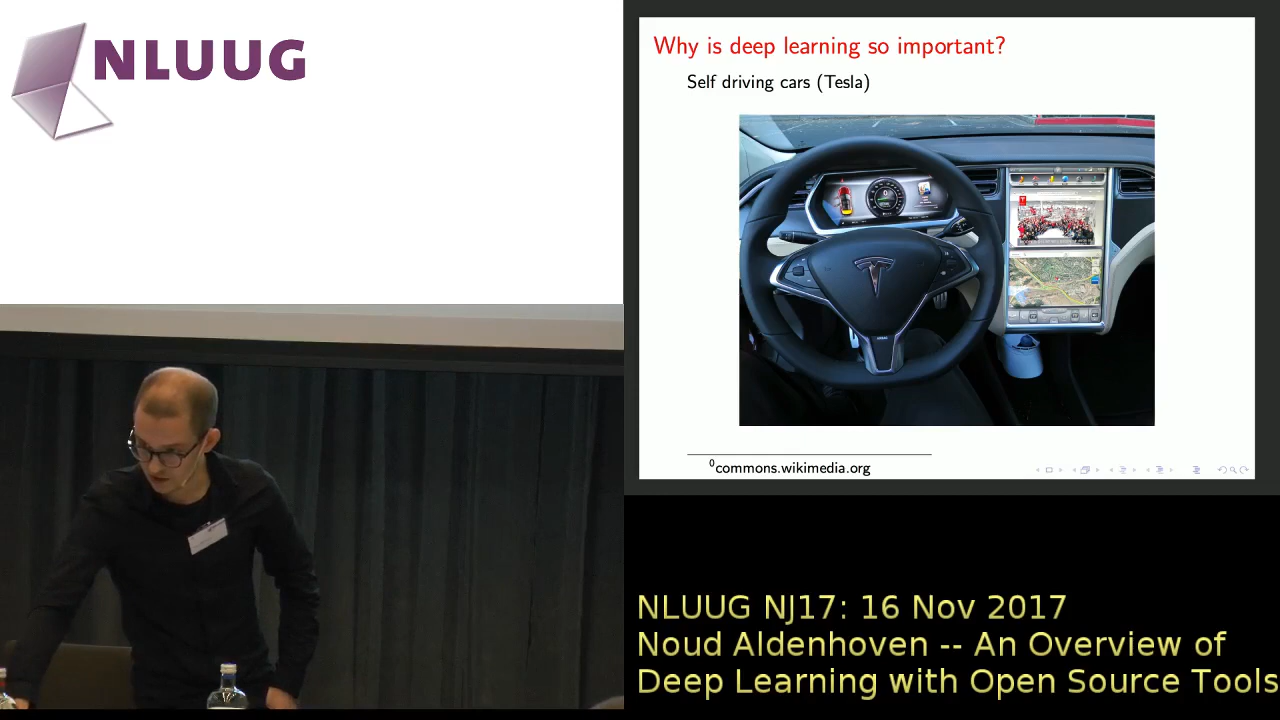 NLUUG
Why is deep learning so important?
Self driving cars (Tesla)
0commons.wikimedia.org
NLUUG NJ17: 16 Nov 2017
Noud Aldenhoven -- An Overview of
Deep Learning with Open Source Tools